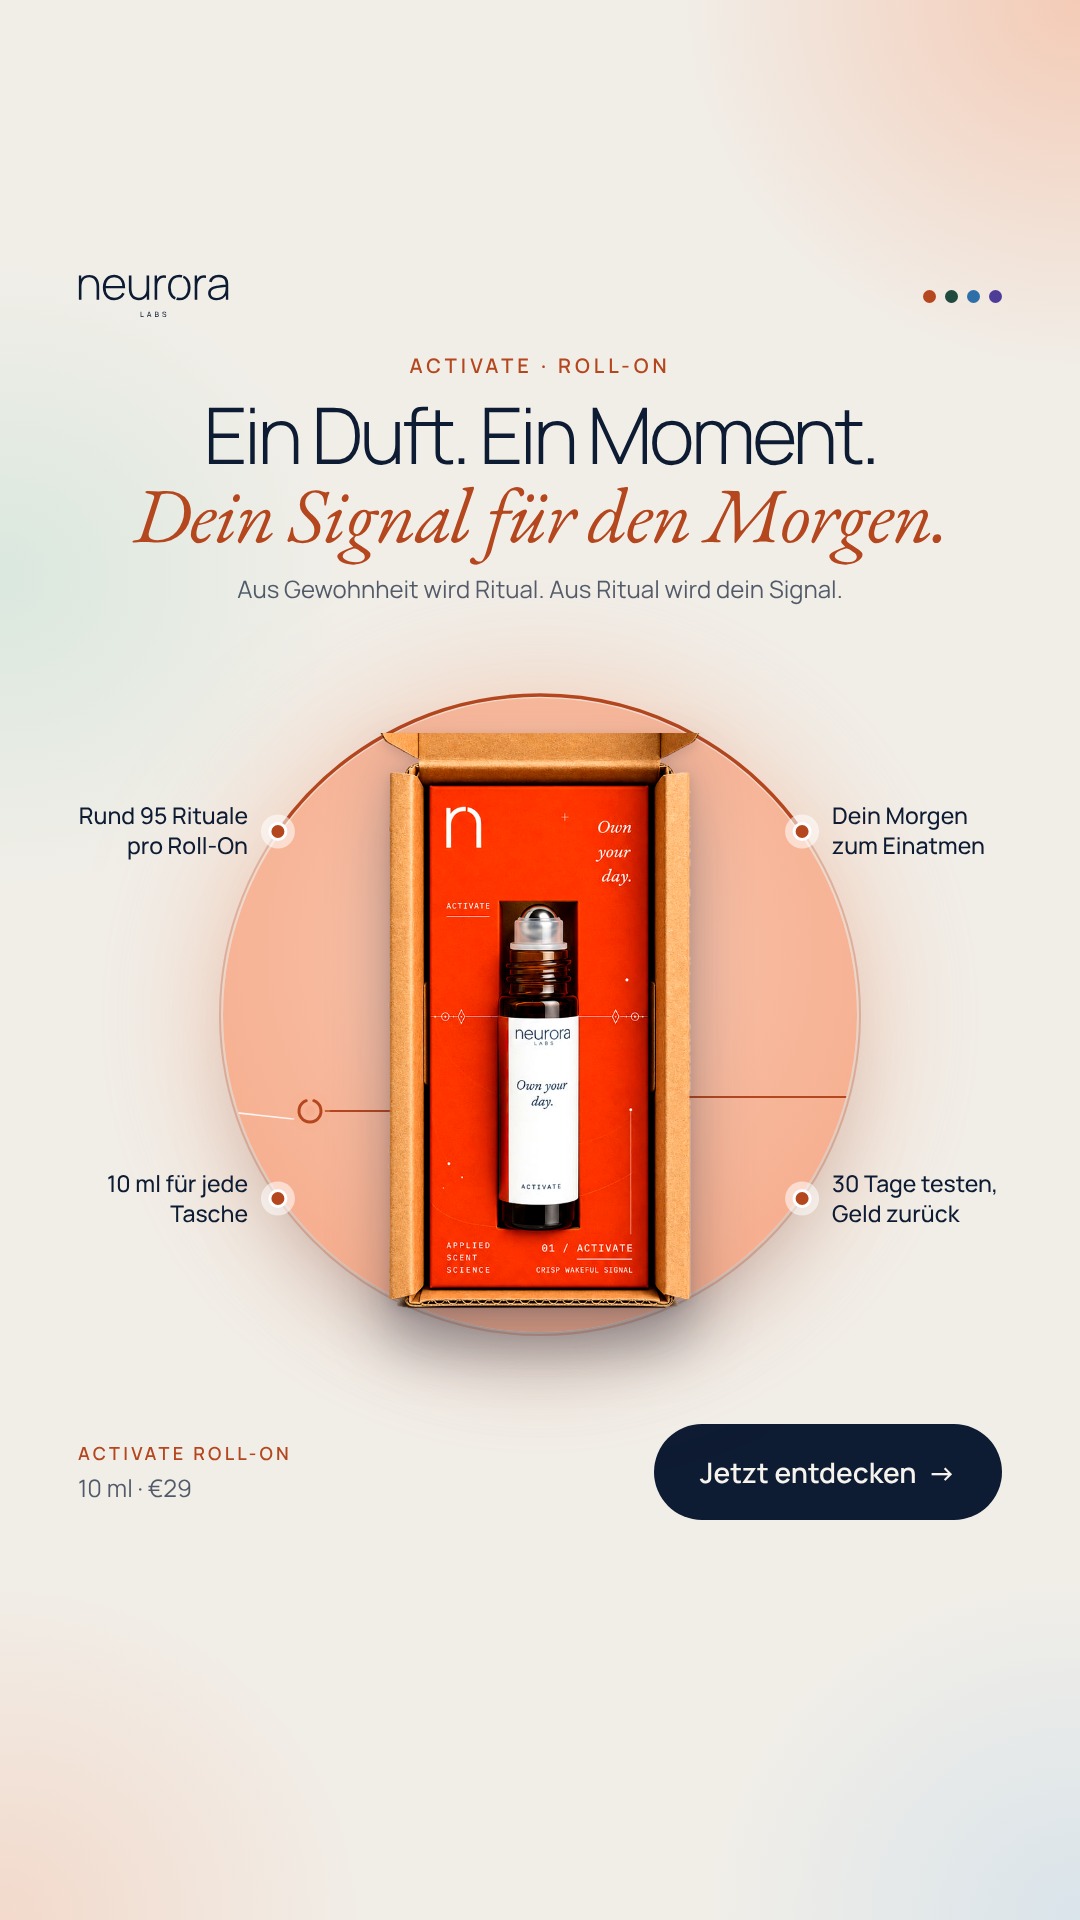 neurora
LABS
ACTIVATE · ROLL-ON
Ein Duft. Ein Moment.
Dein Signal für den Morgen.
Aus Gewohnheit wird Ritual. Aus Ritual wird dein Signal.
Rund 95 Rituale
pro Roll-On
Dein Morgen
zum Einatmen
n
Own
your
day.
ACTIVATE
neurora
LABS
Own your
day.
ACTIVATE
10 ml für jede
Tasche
30 Tage testen,
Geld zurück
APPLIED
SCENT
SCIENCE
01 / ACTIVATE
CRISP WAKEFUL SIGNAL
ACTIVATE ROLL-ON
10 ml · €29
Jetzt entdecken →